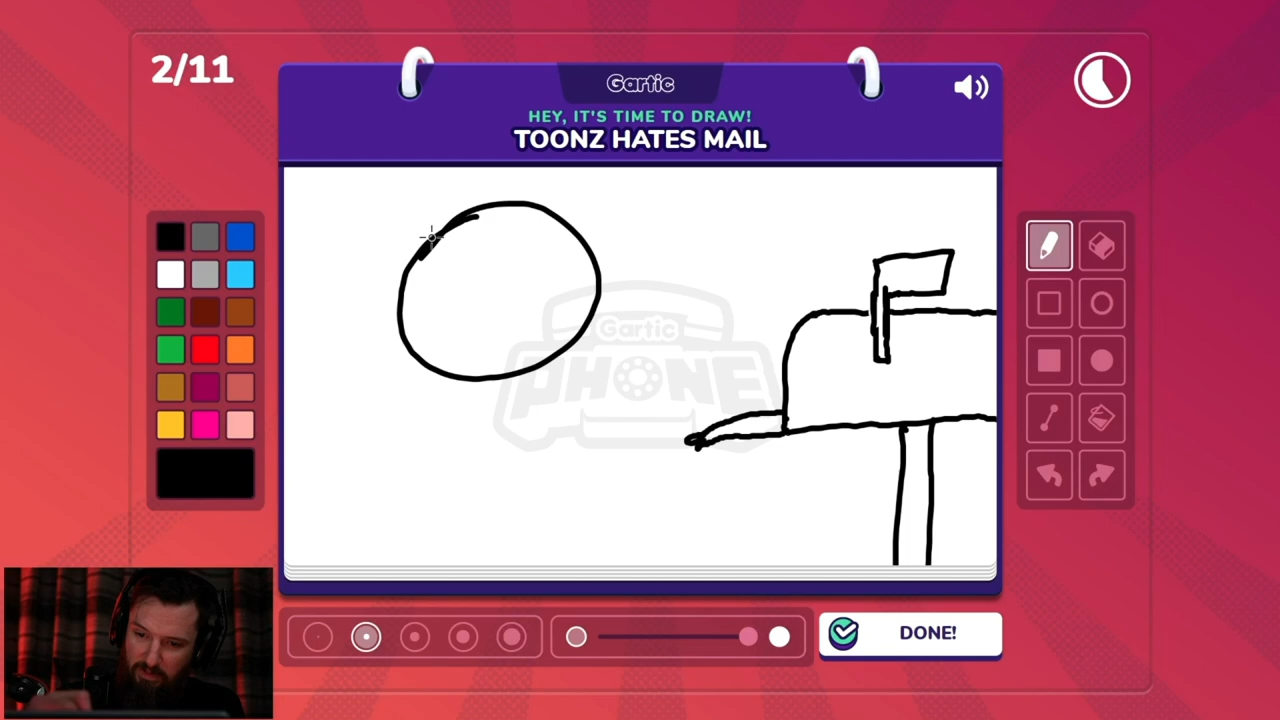 2/11
Gartic
HEY, IT'S TIME TO DRAW!
TOONZ HATES MAIL
Gartic
PHONE
DONE!